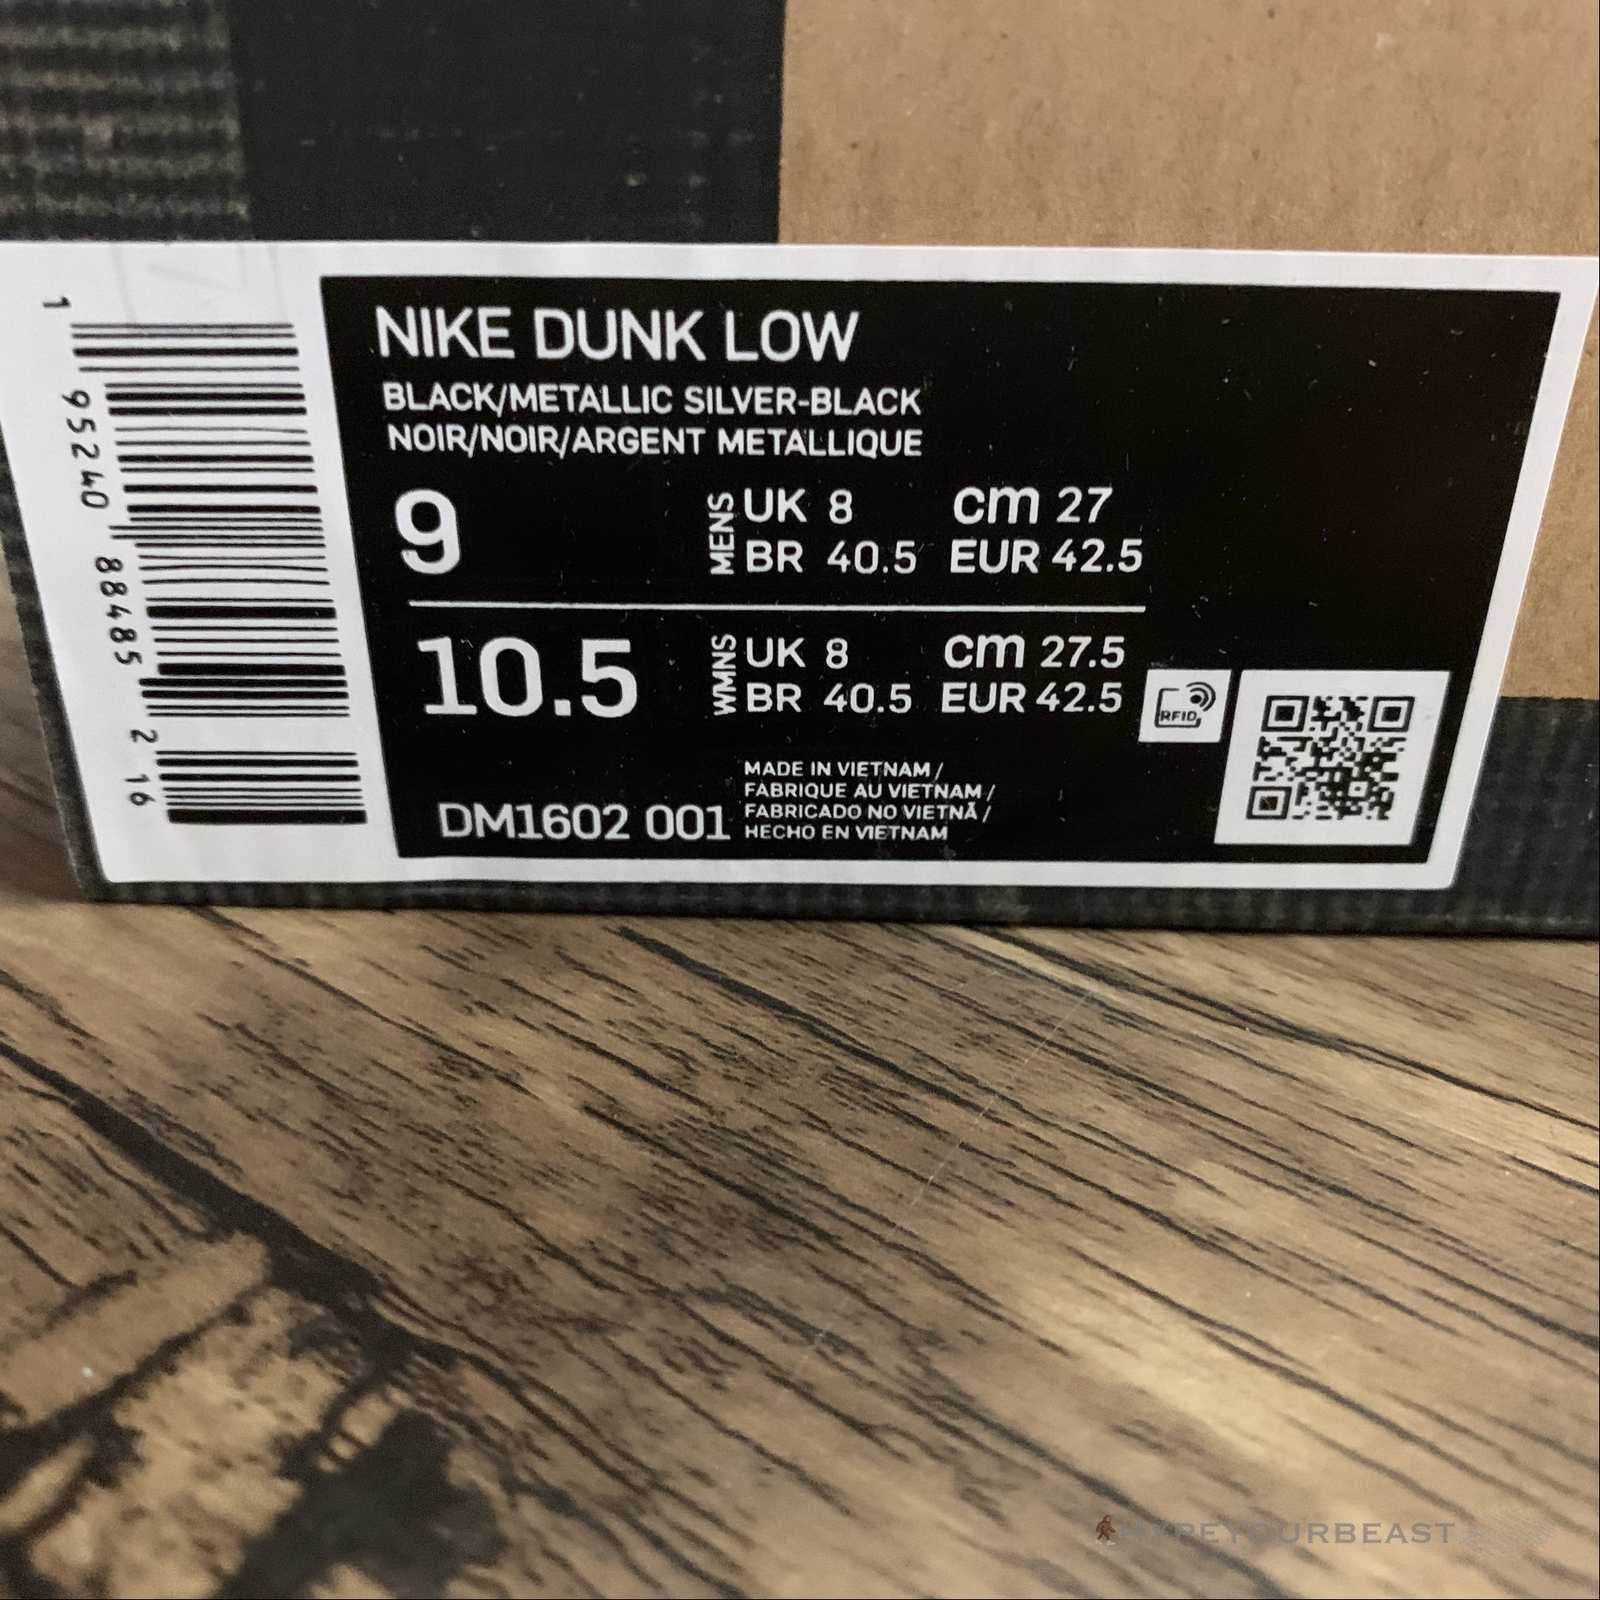 1 95240 88485 2 16
NIKE DUNK LOW
BLACK/METALLIC SILVER-BLACK
NOIR/NOIR/ARGENT METALLIQUE
9
MENS
UK 8 cm 27
BR 40.5 EUR 42.5
10.5
WMNS
UK 8 cm 27.5
BR 40.5 EUR 42.5
RFID
DM1602 001
MADE IN VIETNAM /
FABRIQUE AU VIETNAM /
FABRICADO NO VIETNÃ /
HECHO EN VIETNAM
HYPEYOURBEAST